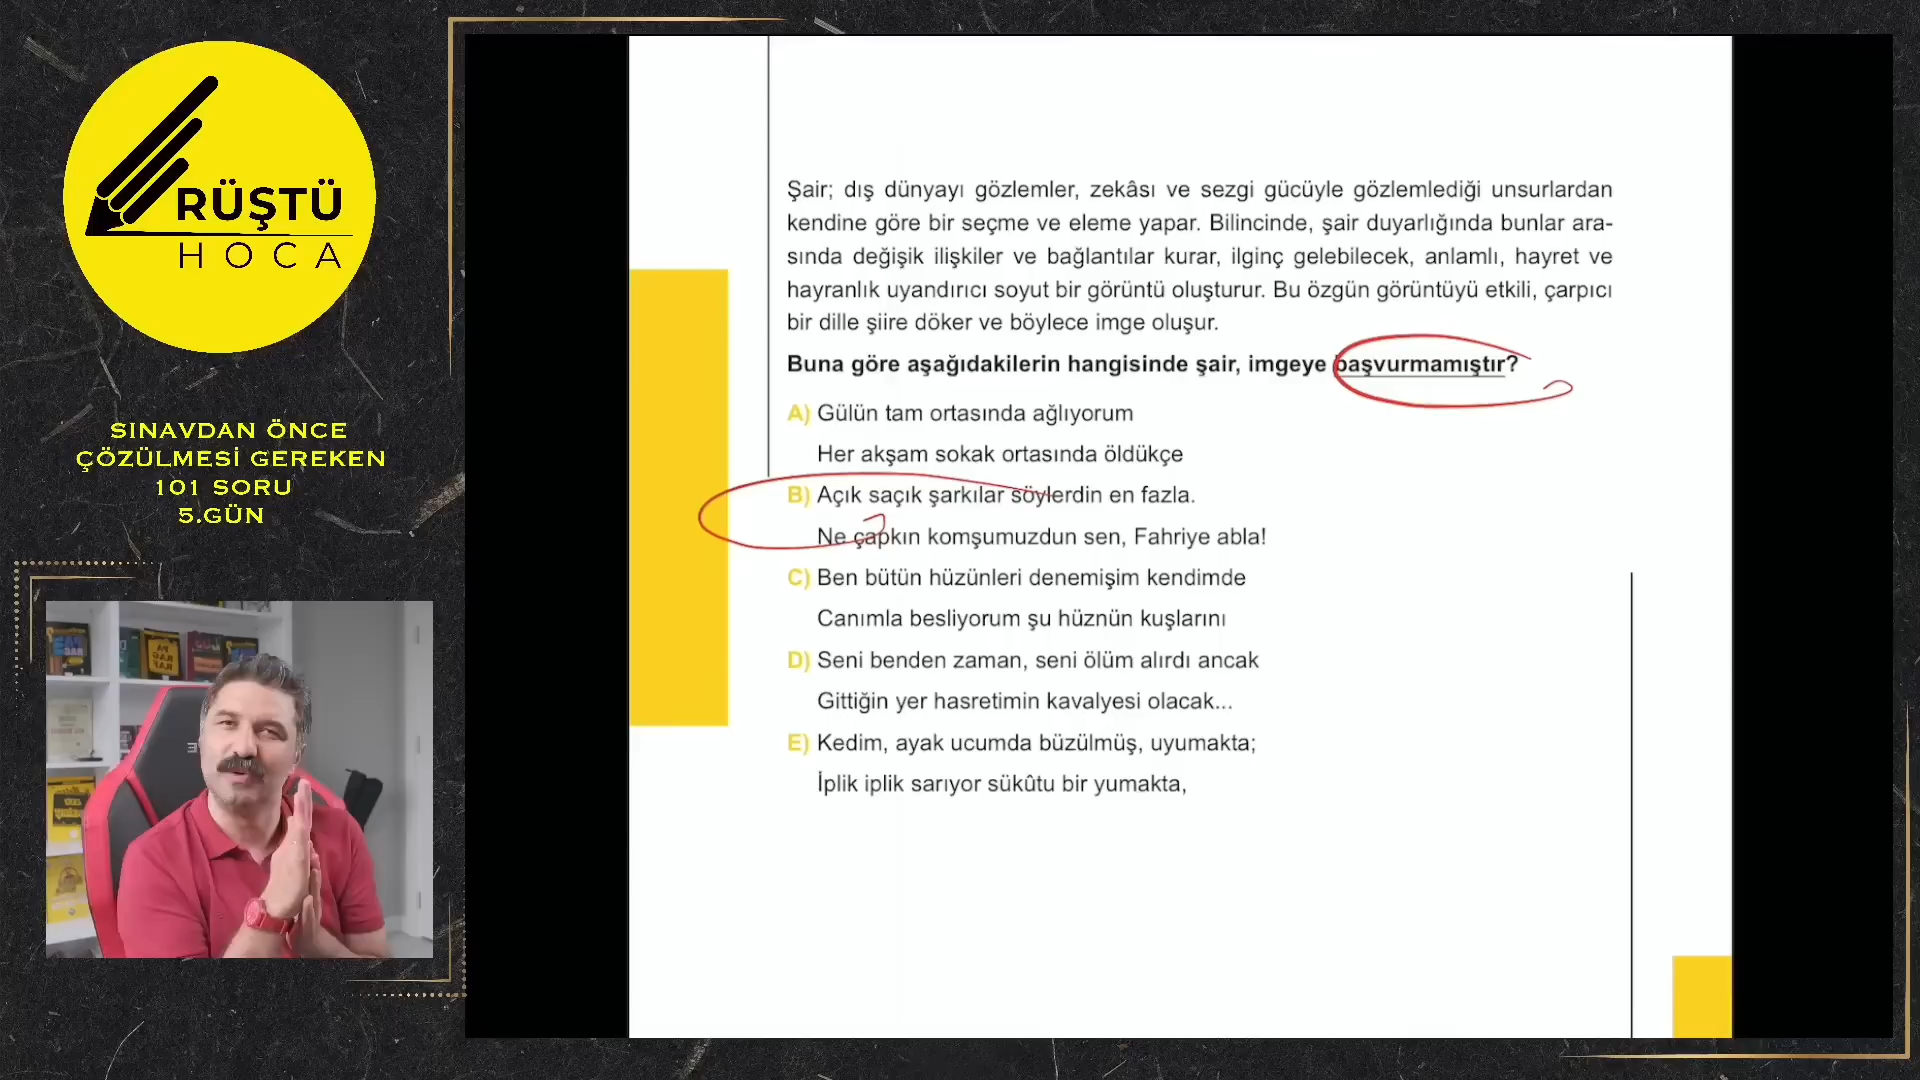 RÜŞTÜ
HOCA
SINAVDAN ÖNCE
ÇÖZÜLMESİ GEREKEN
101 SORU
5.GÜN
Şair; dış dünyayı gözlemler, zekâsı ve sezgi gücüyle gözlemlediği unsurlardan
kendine göre bir seçme ve eleme yapar. Bilincinde, şair duyarlığında bunlar ara-
sında değişik ilişkiler ve bağlantılar kurar, ilginç gelebilecek, anlamlı, hayret ve
hayranlık uyandırıcı soyut bir görüntü oluşturur. Bu özgün görüntüyü etkili, çarpıcı
bir dille şiire döker ve böylece imge oluşur.
Buna göre aşağıdakilerin hangisinde şair, imgeye başvurmamıştır?
A) Gülün tam ortasında ağlıyorum
Her akşam sokak ortasında öldükçe
B) Açık saçık şarkılar söylerdin en fazla.
Ne çapkın komşumuzdun sen, Fahriye abla!
C) Ben bütün hüzünleri denemişim kendimde
Canımla besliyorum şu hüznün kuşlarını
D) Seni benden zaman, seni ölüm alırdı ancak
Gittiğin yer hasretimin kavalyesi olacak...
E) Kedim, ayak ucumda büzülmüş, uyumakta;
İplik iplik sarıyor sükûtu bir yumakta,